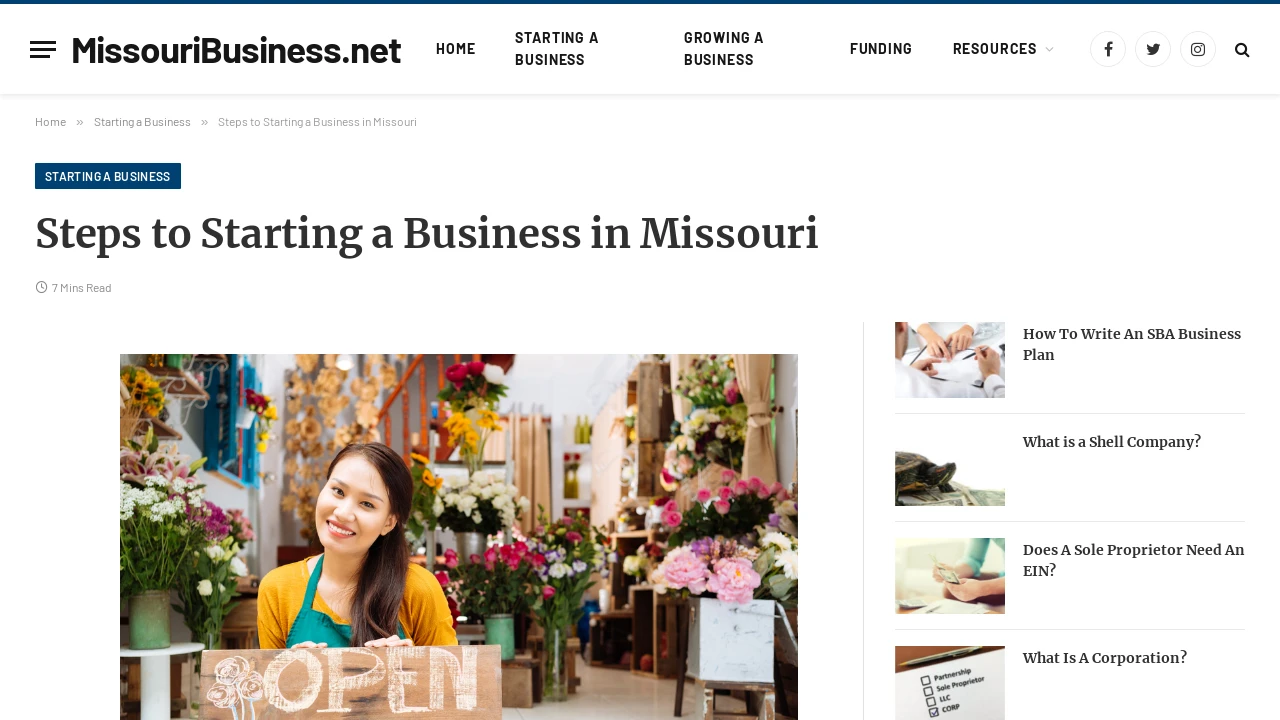 MissouriBusiness.net
HOME
STARTING A
BUSINESS
GROWING A
BUSINESS
FUNDING
RESOURCES
Home » Starting a Business » Steps to Starting a Business in Missouri
STARTING A BUSINESS
Steps to Starting a Business in Missouri
7 Mins Read
OPEN
How To Write An SBA Business
Plan
What is a Shell Company?
Does A Sole Proprietor Need An
EIN?
What Is A Corporation?
Partnership
Sole Proprietor
LLC
CORP